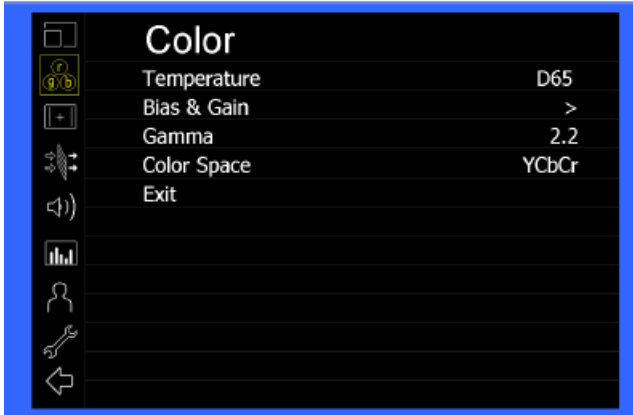 Color
r
g b
Temperature D65
Bias & Gain >
Gamma 2.2
Color Space YCbCr
Exit